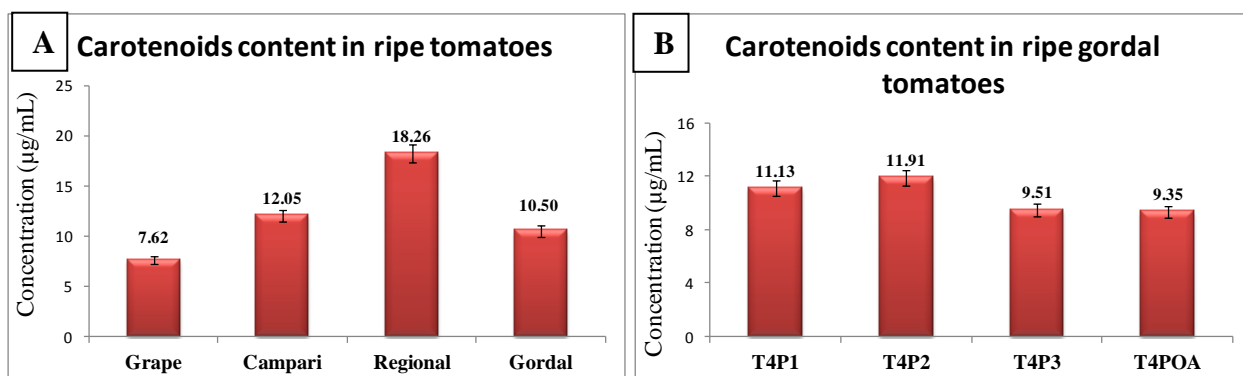 A
Carotenoids content in ripe tomatoes
Concentration (µg/mL)
25
20
15
10
5
0
7.62
12.05
18.26
10.50
Grape Campari Regional Gordal
B
Carotenoids content in ripe gordal
tomatoes
Concentration (µg/mL)
16
12
8
4
0
11.13
11.91
9.51
9.35
T4P1 T4P2 T4P3 T4POA